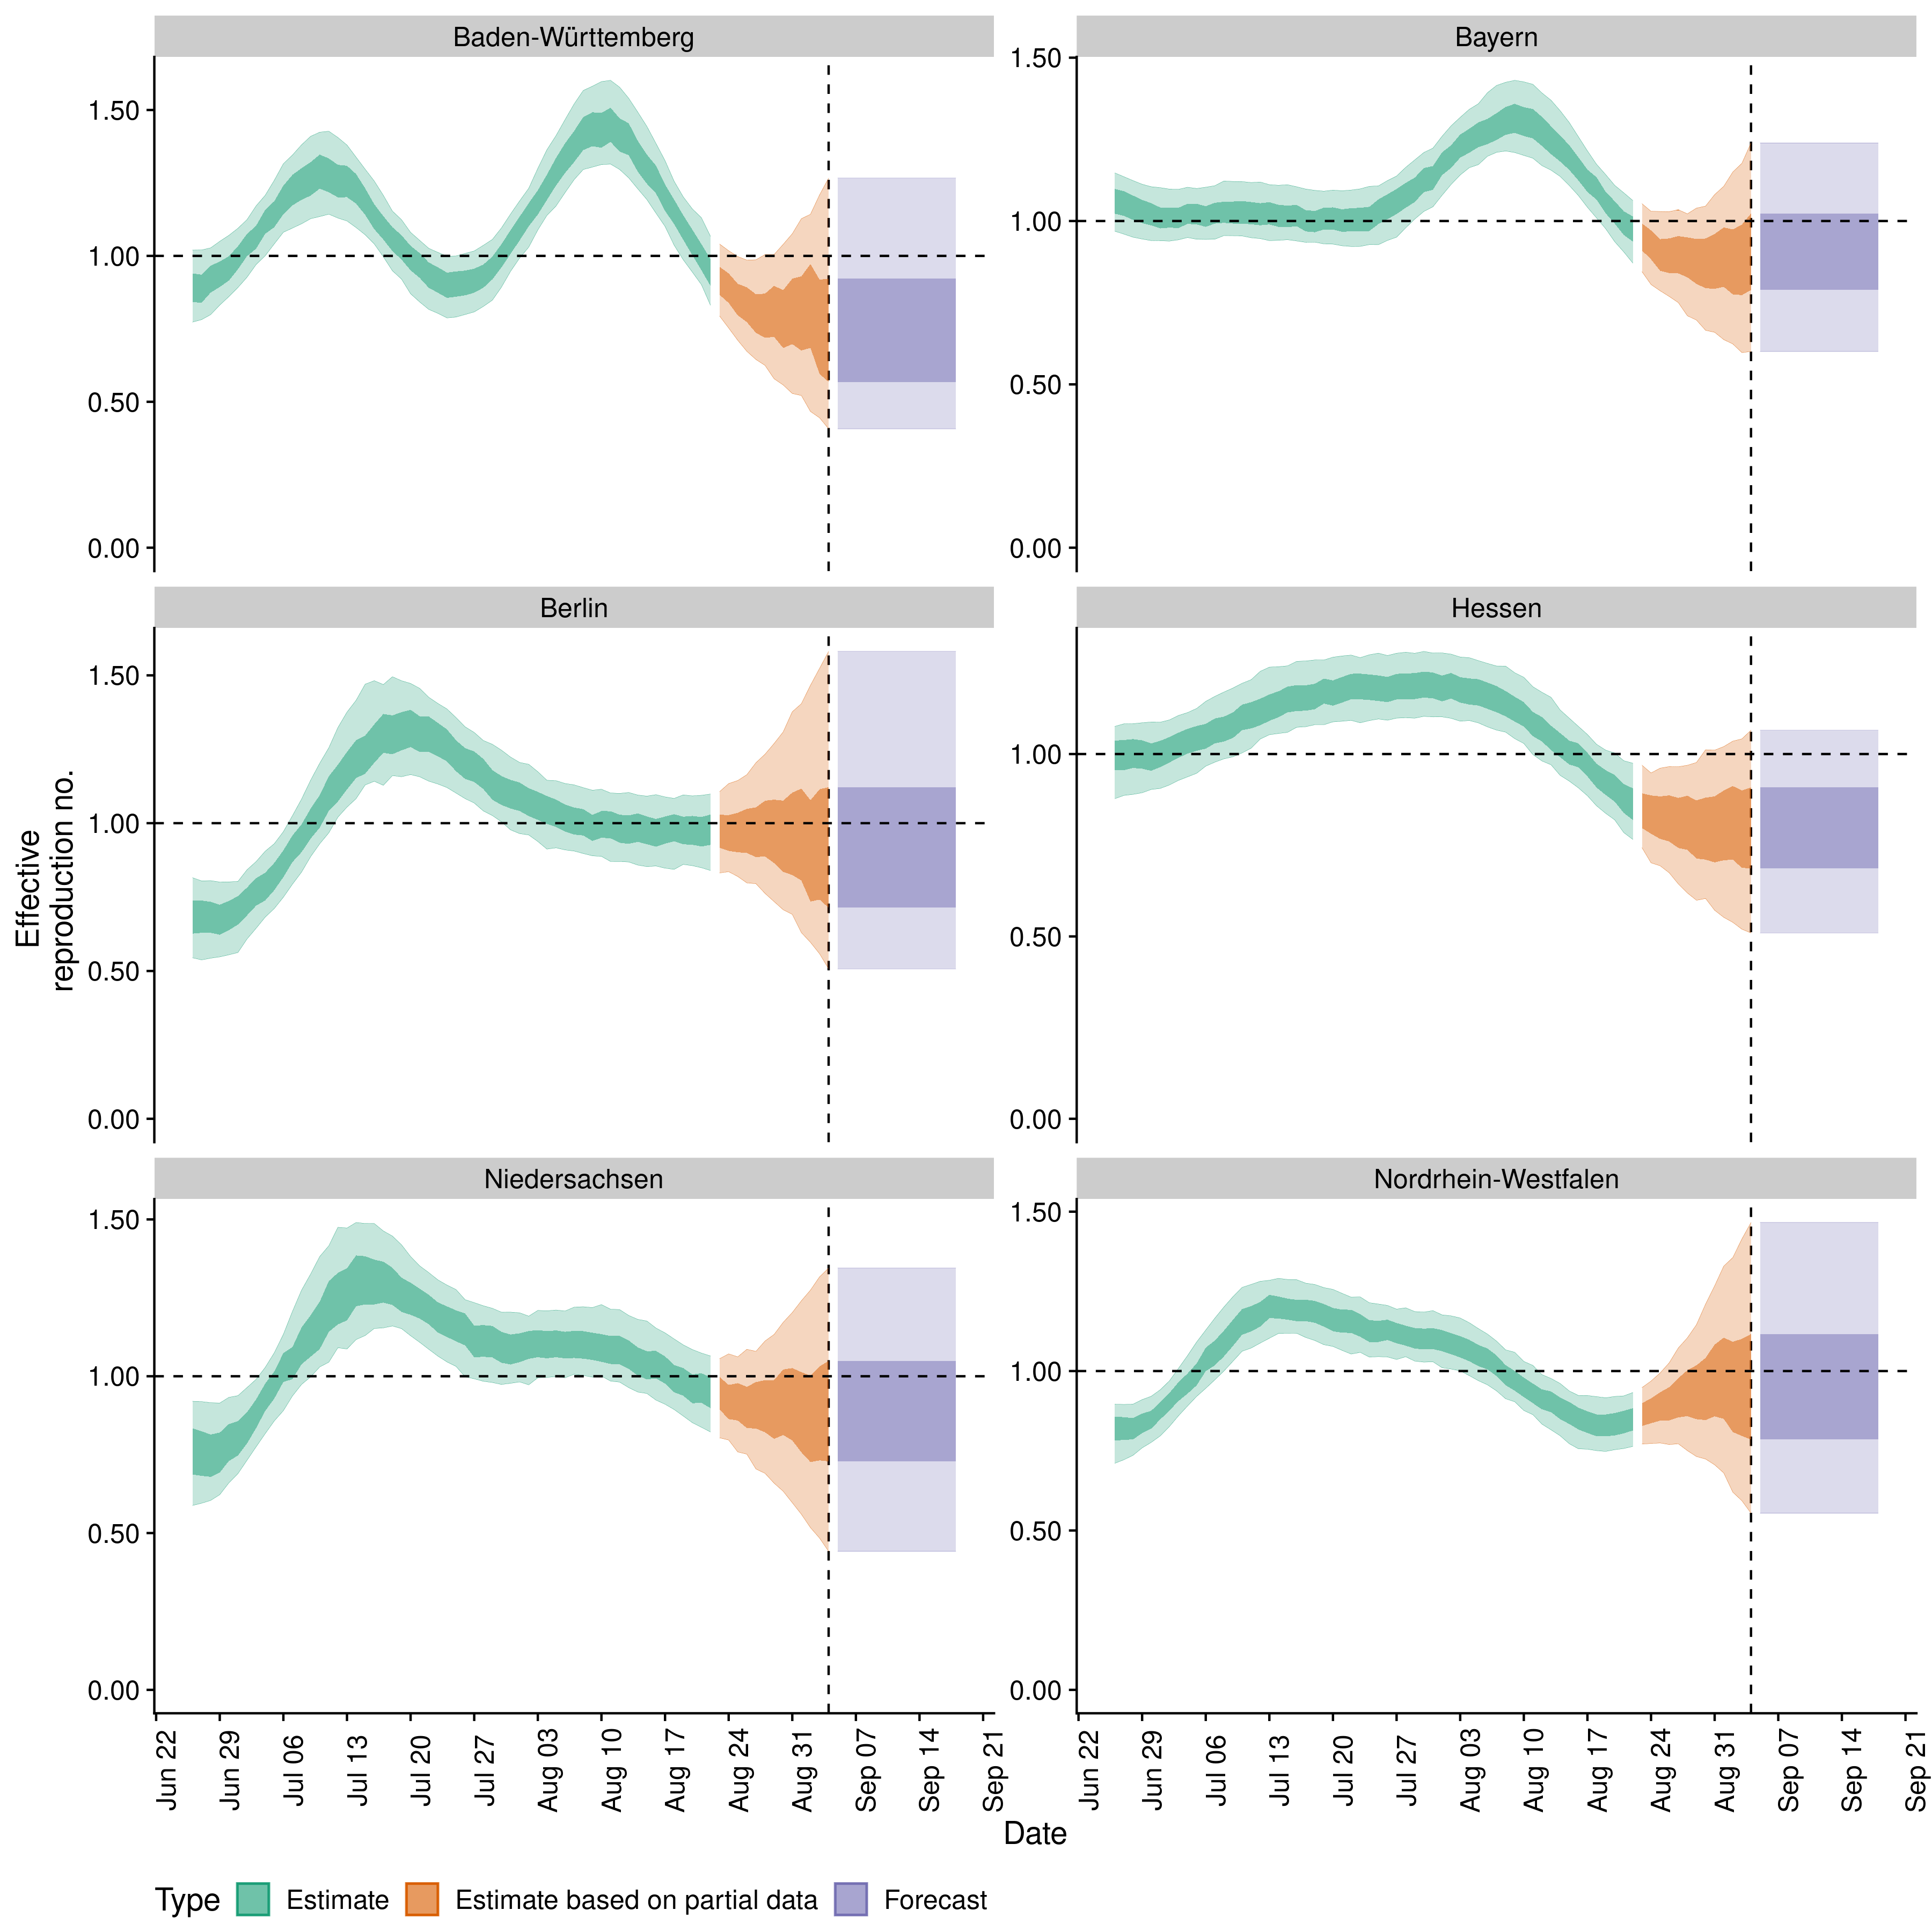 Baden-Württemberg
Bayern
1.50
1.00
0.50
0.00
1.50
1.00
0.50
0.00
Berlin
Hessen
1.50
1.00
0.50
0.00
1.00
0.50
0.00
Niedersachsen
Nordrhein-Westfalen
1.50
1.00
0.50
0.00
1.50
1.00
0.50
0.00
Effective
reproduction no.
Jun 22
Jun 29
Jul 06
Jul 13
Jul 20
Jul 27
Aug 03
Aug 10
Aug 17
Aug 24
Aug 31
Sep 07
Sep 14
Sep 21
Jun 22
Jun 29
Jul 06
Jul 13
Jul 20
Jul 27
Aug 03
Aug 10
Aug 17
Aug 24
Aug 31
Sep 07
Sep 14
Sep 21
Date
Type Estimate Estimate based on partial data Forecast